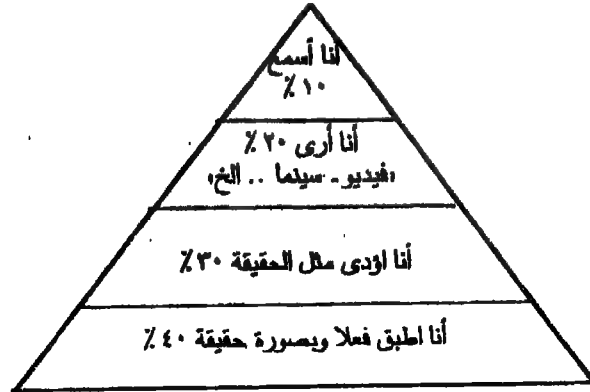 أنا أسمع
١٠ ٪
أنا أرى ٢٠ ٪
«فيديو - سينما .. الخ»
أنا اؤدى مثل الحقيقة ٣٠ ٪
أنا اطبق فعلا وبصورة حقيقة ٤٠ ٪